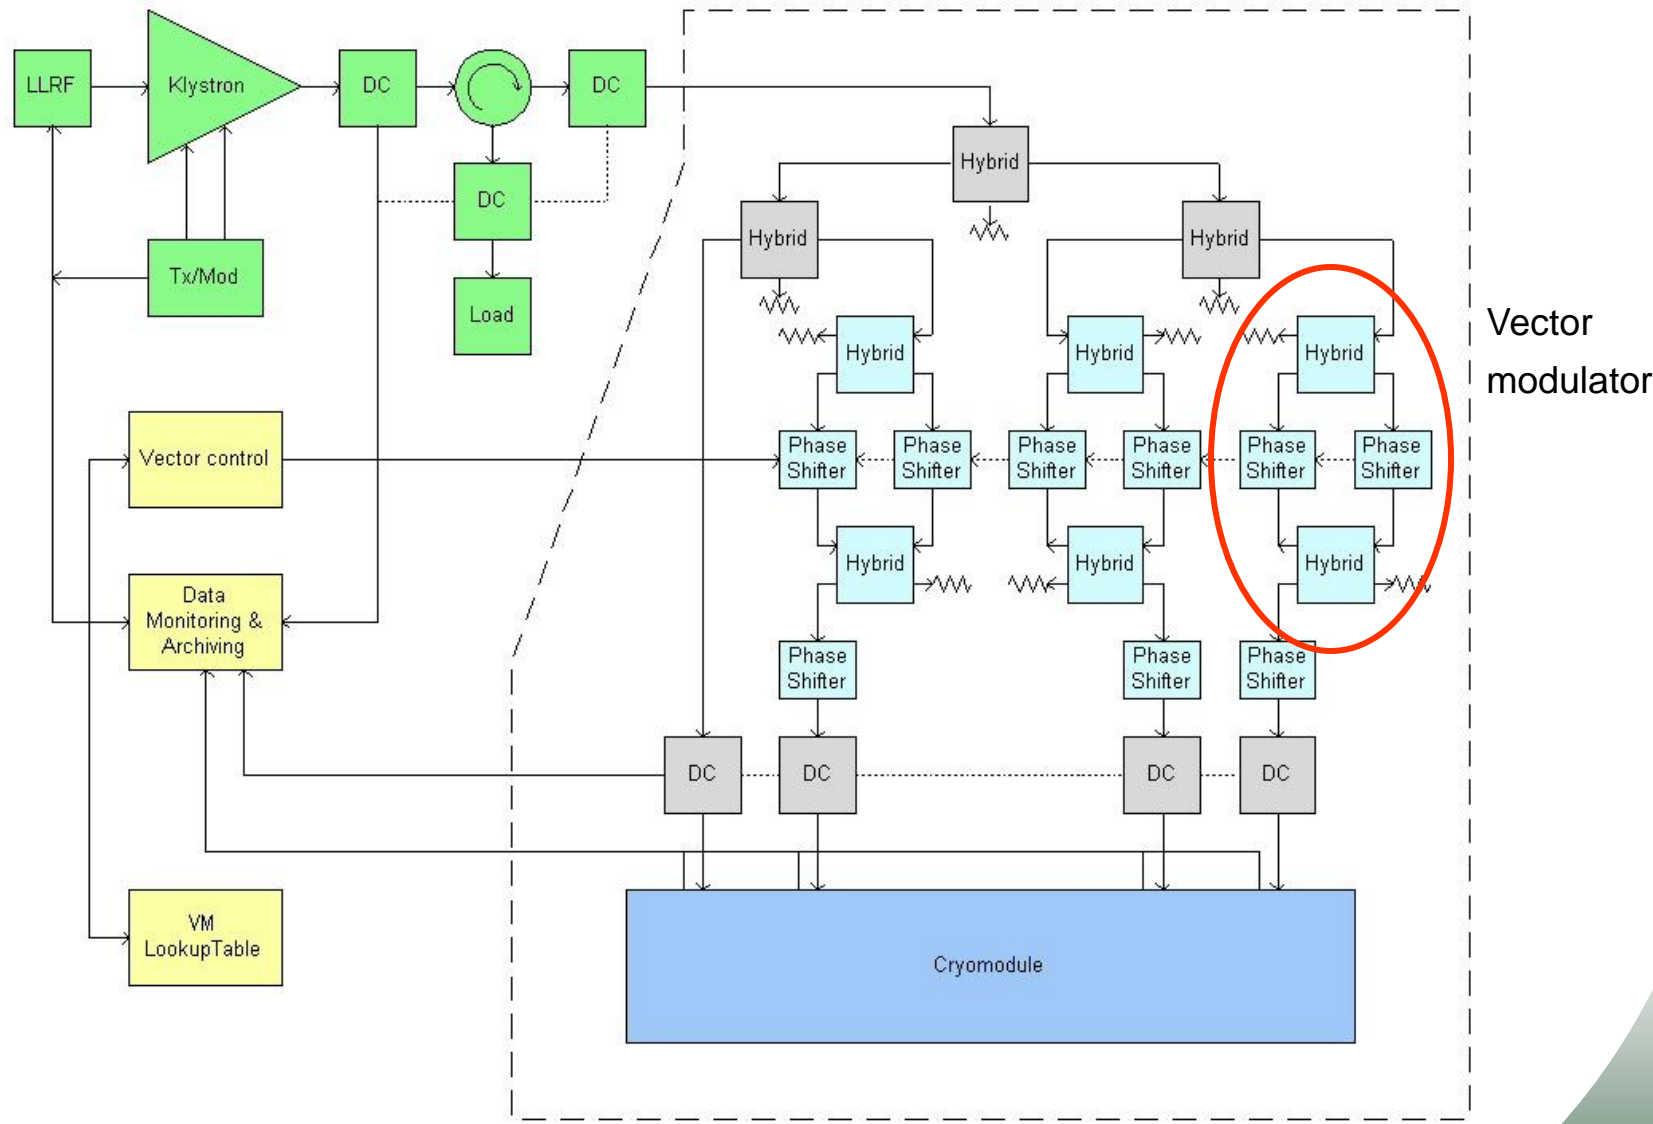 LLRF
Klystron
DC
DC
Hybrid
DC
Hybrid
Hybrid
Tx/Mod
Load
Vector
modulator
Hybrid
Hybrid
Hybrid
Vector control
Phase
Shifter
Phase
Shifter
Phase
Shifter
Phase
Shifter
Phase
Shifter
Phase
Shifter
Hybrid
Hybrid
Hybrid
Data
Monitoring &
Archiving
Phase
Shifter
Phase
Shifter
Phase
Shifter
DC
DC
DC
DC
VM
LookupTable
Cryomodule